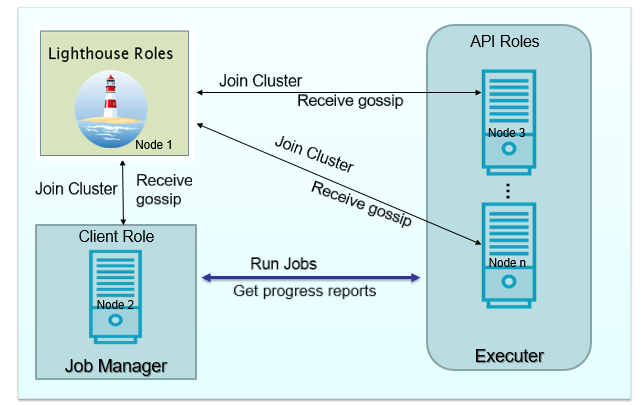 Lighthouse Roles
Node 1
Join Cluster
Receive gossip
API Roles
Node 3
...
Node n
Executer
Join Cluster
Receive gossip
Join Cluster
Receive
gossip
Client Role
Node 2
Job Manager
Run Jobs
Get progress reports